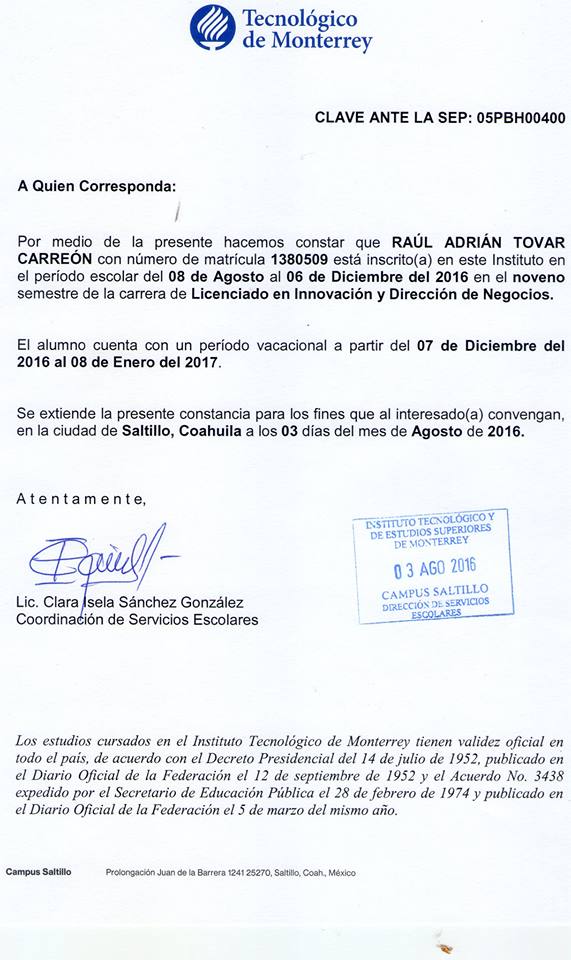 Tecnológico
de Monterrey
CLAVE ANTE LA SEP: 05PBH00400
A Quien Corresponda:
Por medio de la presente hacemos constar que RAÚL ADRIÁN TOVAR
CARREÓN con número de matrícula 1380509 está inscrito(a) en este Instituto en
el período escolar del 08 de Agosto al 06 de Diciembre del 2016 en el noveno
semestre de la carrera de Licenciado en Innovación y Dirección de Negocios.
El alumno cuenta con un período vacacional a partir del 07 de Diciembre del
2016 al 08 de Enero del 2017.
Se extiende la presente constancia para los fines que al interesado(a) convengan,
en la ciudad de Saltillo, Coahuila a los 03 días del mes de Agosto de 2016.
Atentamente,
Lic. Clara Isela Sánchez González
Coordinación de Servicios Escolares
INSTITUTO TECNOLÓGICO Y
DE ESTUDIOS SUPERIORES
DE MONTERREY
03 AGO 2016
CAMPUS SALTILLO
DIRECCIÓN DE SERVICIOS
ESCOLARES
Los estudios cursados en el Instituto Tecnológico de Monterrey tienen validez oficial en
todo el país, de acuerdo con el Decreto Presidencial del 14 de julio de 1952, publicado en
el Diario Oficial de la Federación el 12 de septiembre de 1952 y el Acuerdo No. 3438
expedido por el Secretario de Educación Pública el 28 de febrero de 1974 y publicado en
el Diario Oficial de la Federación el 5 de marzo del mismo año.
Campus Saltillo Prolongación Juan de la Barrera 1241 25270, Saltillo, Coah., México